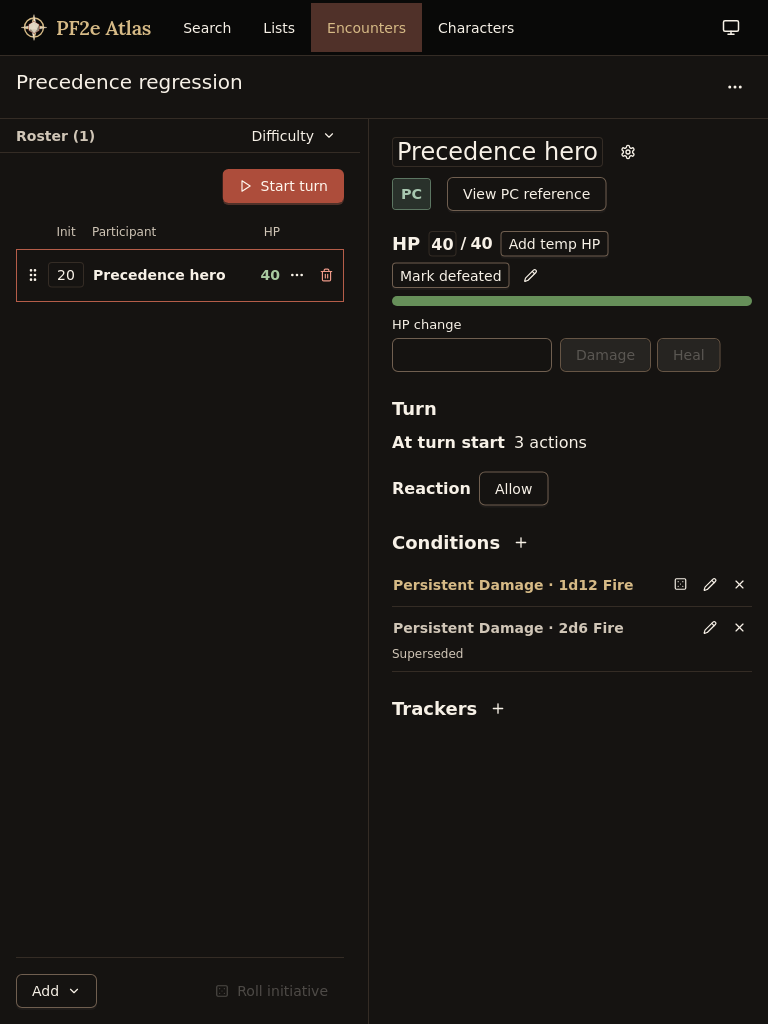 PF2e Atlas Search Lists Encounters Characters
Precedence regression
Roster (1) Difficulty
Start turn
Init Participant HP
20 Precedence hero 40
Add
Roll initiative
Precedence hero
PC View PC reference
HP 40 / 40 Add temp HP
Mark defeated
HP change
Damage Heal
Turn
At turn start 3 actions
Reaction Allow
Conditions
Persistent Damage · 1d12 Fire
Persistent Damage · 2d6 Fire
Superseded
Trackers